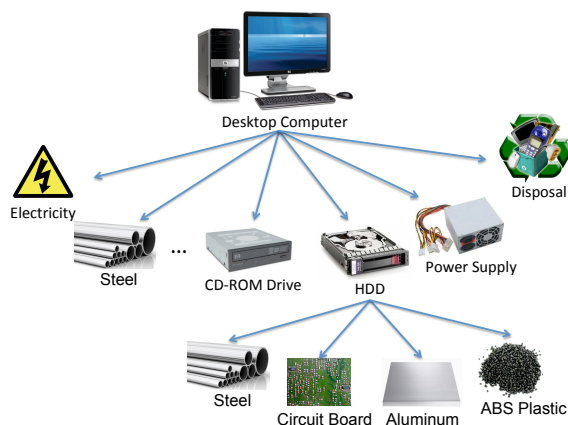 Desktop Computer
Electricity
Disposal
Steel
...
CD-ROM Drive
HDD
Power Supply
Steel
Circuit Board
Aluminum
ABS Plastic